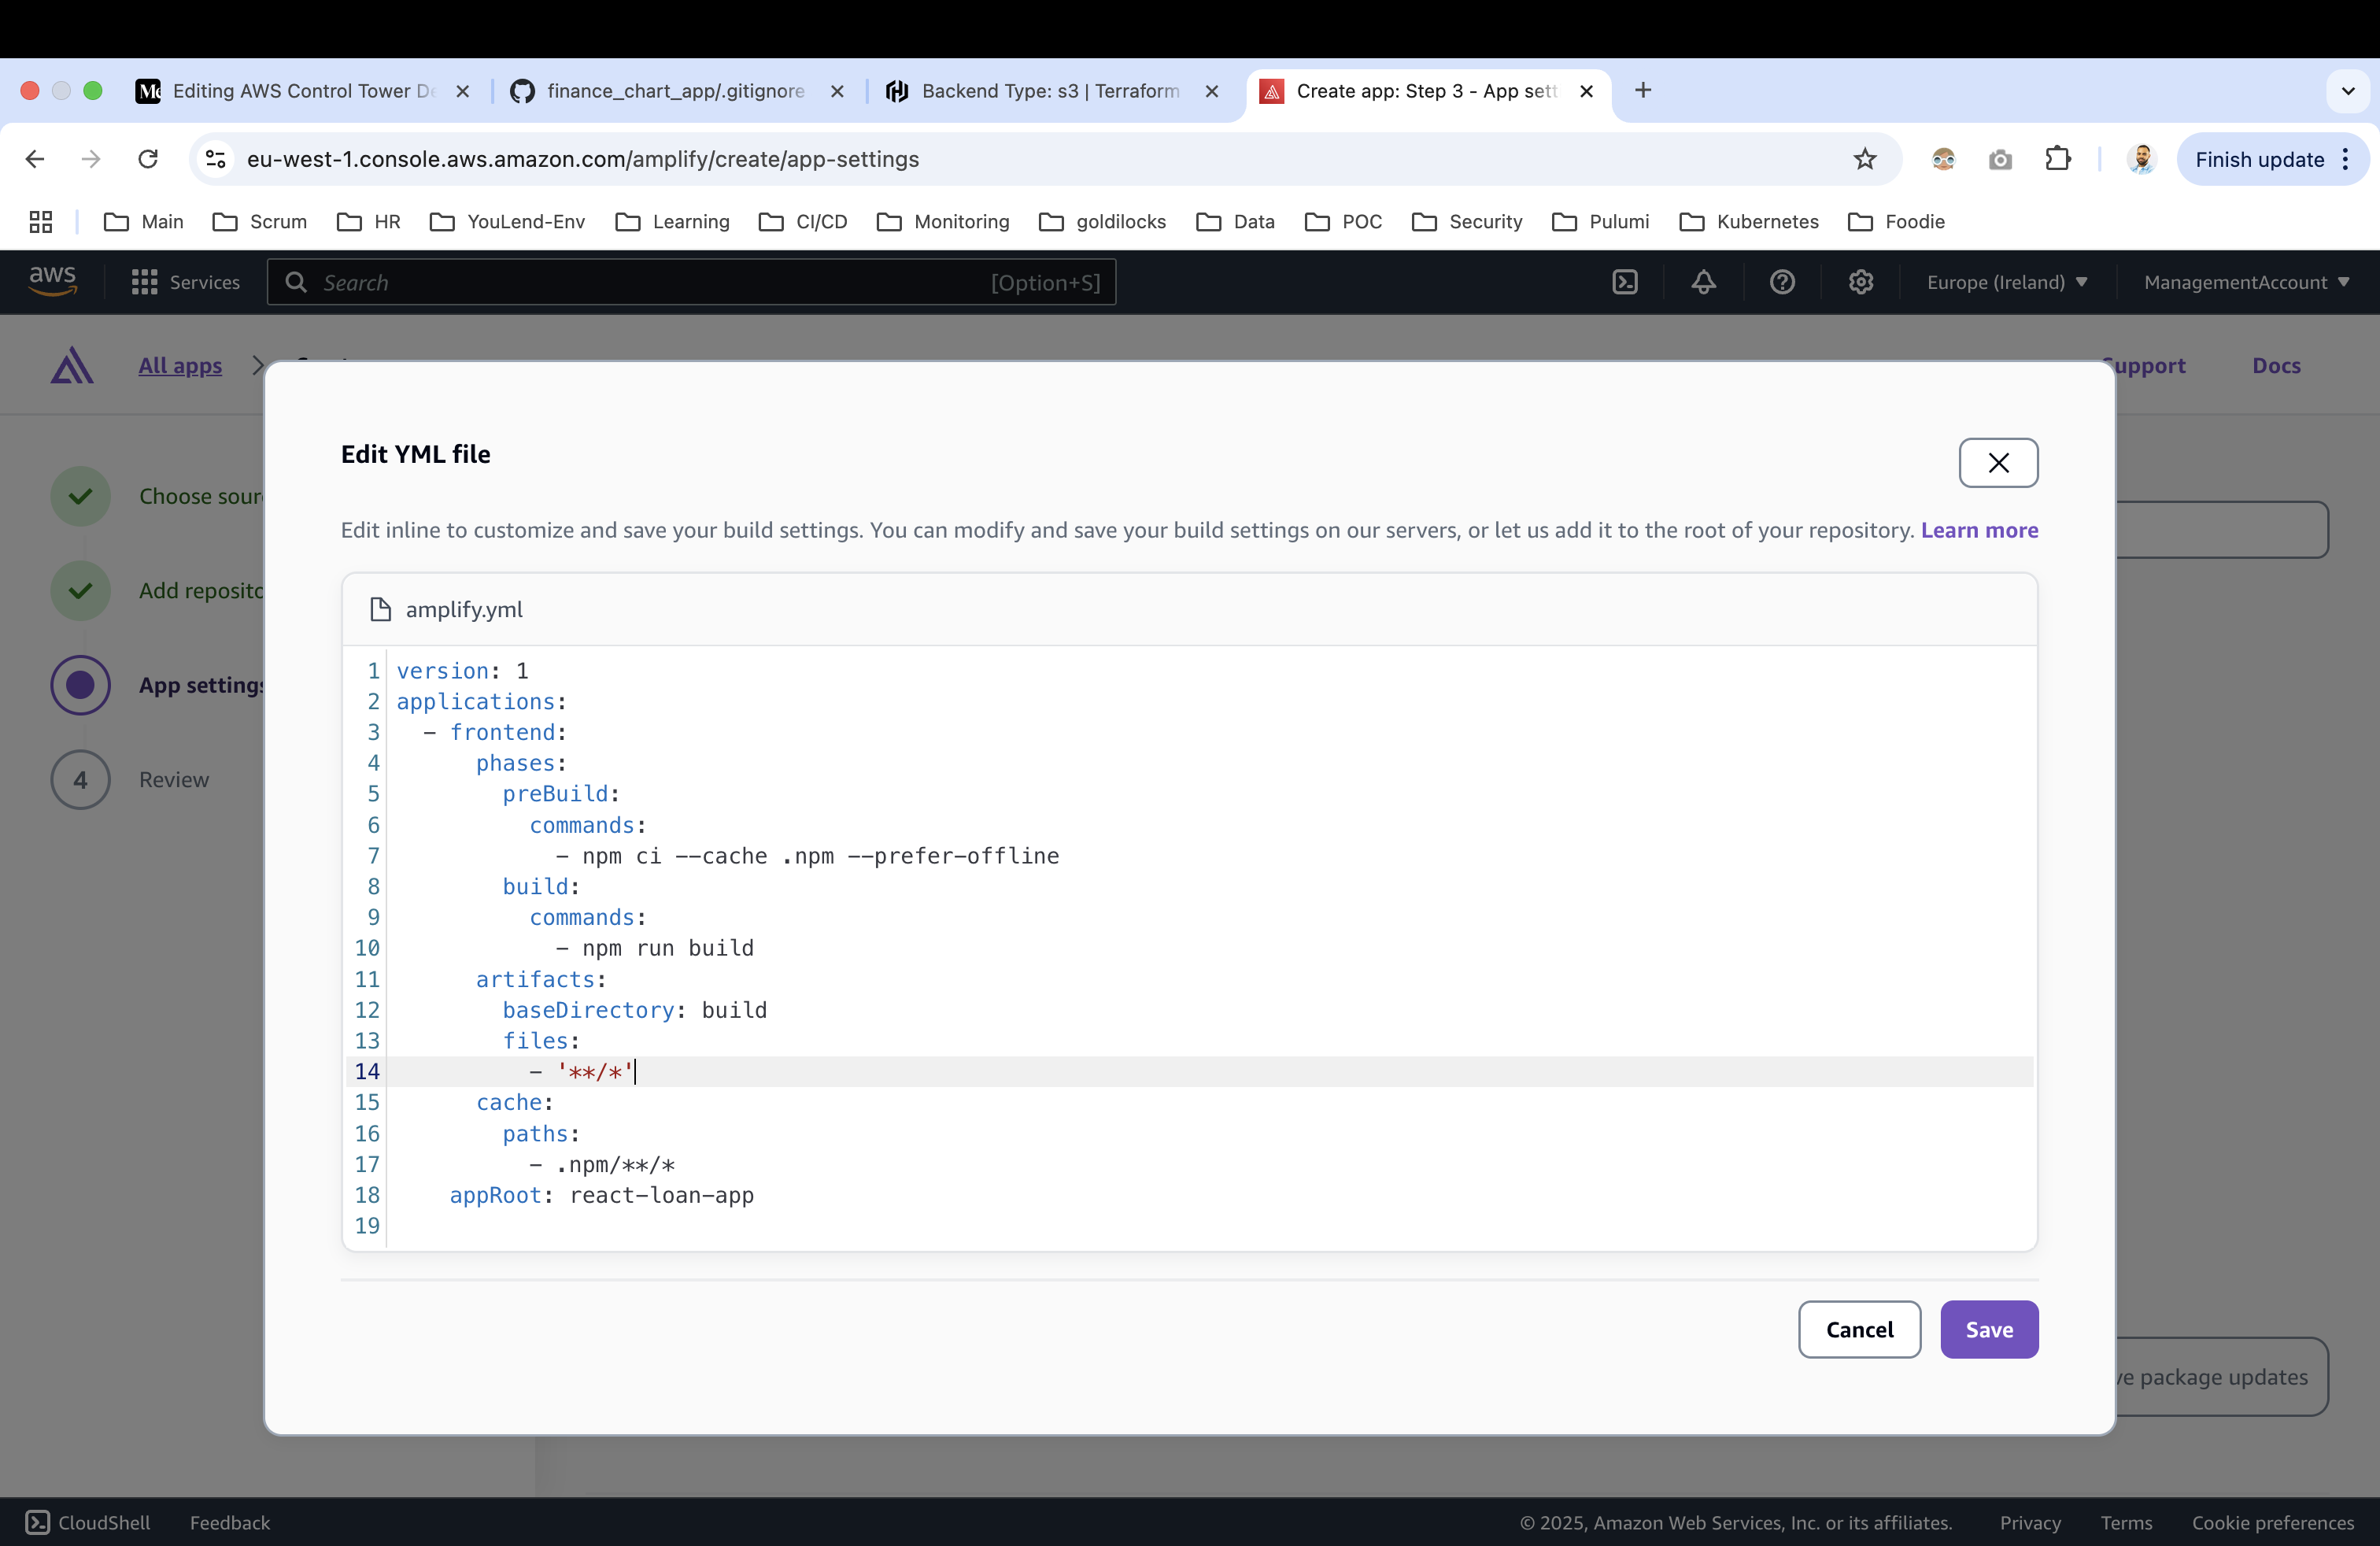 Editing AWS Control Tower De
finance_chart_app/.gitignore
Backend Type: s3 | Terraform
Create app: Step 3 - App sett
eu-west-1.console.aws.amazon.com/amplify/create/app-settings
Finish update
Main Scrum HR YouLend-Env Learning CI/CD Monitoring goldilocks Data POC Security Pulumi Kubernetes Foodie
aws Services Search [Option+S] Europe (Ireland) ManagementAccount
All apps Support Docs
Choose sour
Add reposito
App settings
4 Review
Edit YML file
Edit inline to customize and save your build settings. You can modify and save your build settings on our servers, or let us add it to the root of your repository. Learn more
amplify.yml
1 version: 1
2 applications:
3   - frontend:
4       phases:
5         preBuild:
6           commands:
7             - npm ci --cache .npm --prefer-offline
8         build:
9           commands:
10             - npm run build
11       artifacts:
12         baseDirectory: build
13         files:
14           - '**/*'
15       cache:
16         paths:
17           - .npm/**/*
18     appRoot: react-loan-app
19
Cancel Save
ve package updates
CloudShell Feedback © 2025, Amazon Web Services, Inc. or its affiliates. Privacy Terms Cookie preferences